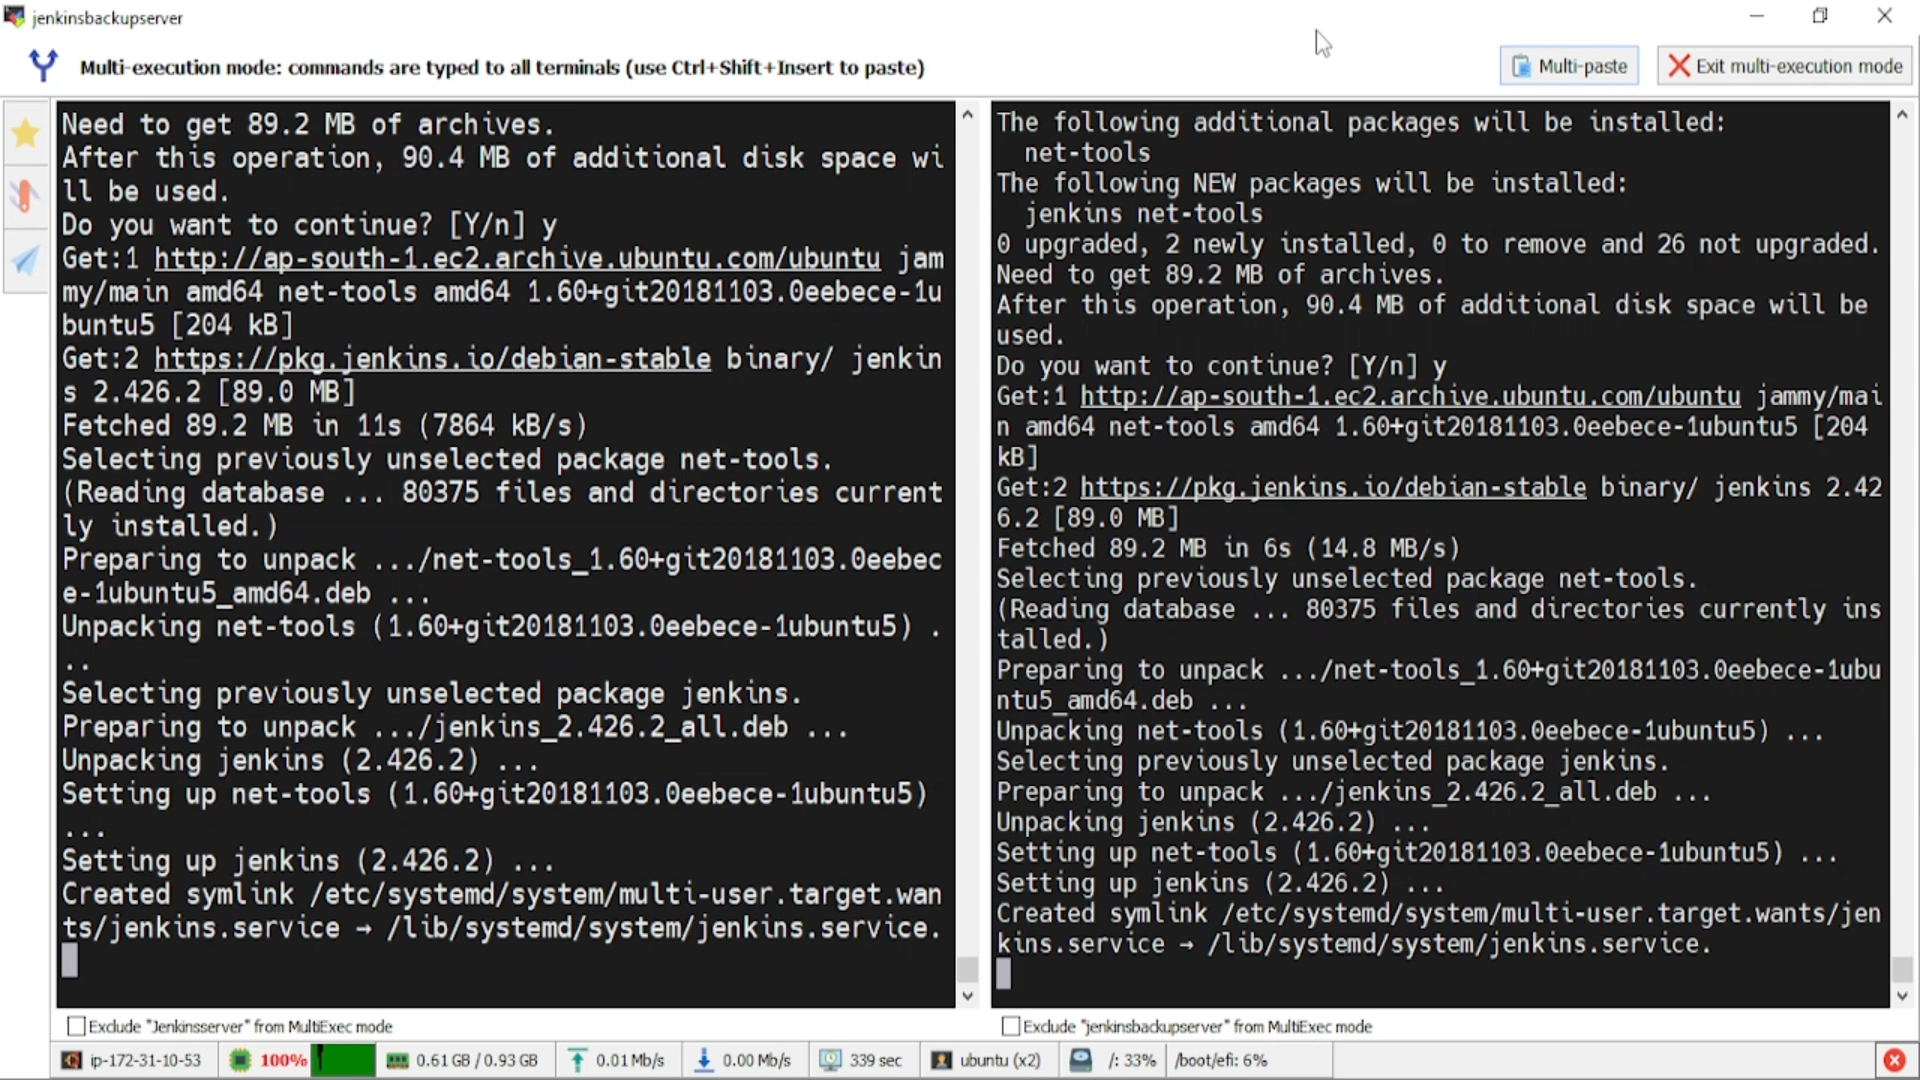 jenkinsbackupserver
Multi-execution mode: commands are typed to all terminals (use Ctrl+Shift+Insert to paste)
Multi-paste
Exit multi-execution mode
Need to get 89.2 MB of archives.
After this operation, 90.4 MB of additional disk space wi
ll be used.
Do you want to continue? [Y/n] y
Get:1 http://ap-south-1.ec2.archive.ubuntu.com/ubuntu jam
my/main amd64 net-tools amd64 1.60+git20181103.0eebece-1u
buntu5 [204 kB]
Get:2 https://pkg.jenkins.io/debian-stable binary/ jenkin
s 2.426.2 [89.0 MB]
Fetched 89.2 MB in 11s (7864 kB/s)
Selecting previously unselected package net-tools.
(Reading database ... 80375 files and directories current
ly installed.)
Preparing to unpack .../net-tools_1.60+git20181103.0eebec
e-1ubuntu5_amd64.deb ...
Unpacking net-tools (1.60+git20181103.0eebece-1ubuntu5) .
..
Selecting previously unselected package jenkins.
Preparing to unpack .../jenkins_2.426.2_all.deb ...
Unpacking jenkins (2.426.2) ...
Setting up net-tools (1.60+git20181103.0eebece-1ubuntu5)
...
Setting up jenkins (2.426.2) ...
Created symlink /etc/systemd/system/multi-user.target.wan
ts/jenkins.service → /lib/systemd/system/jenkins.service.
The following additional packages will be installed:
net-tools
The following NEW packages will be installed:
jenkins net-tools
0 upgraded, 2 newly installed, 0 to remove and 26 not upgraded.
Need to get 89.2 MB of archives.
After this operation, 90.4 MB of additional disk space will be
used.
Do you want to continue? [Y/n] y
Get:1 http://ap-south-1.ec2.archive.ubuntu.com/ubuntu jammy/mai
n amd64 net-tools amd64 1.60+git20181103.0eebece-1ubuntu5 [204
kB]
Get:2 https://pkg.jenkins.io/debian-stable binary/ jenkins 2.42
6.2 [89.0 MB]
Fetched 89.2 MB in 6s (14.8 MB/s)
Selecting previously unselected package net-tools.
(Reading database ... 80375 files and directories currently ins
talled.)
Preparing to unpack .../net-tools_1.60+git20181103.0eebece-1ubu
ntu5_amd64.deb ...
Unpacking net-tools (1.60+git20181103.0eebece-1ubuntu5) ...
Selecting previously unselected package jenkins.
Preparing to unpack .../jenkins_2.426.2_all.deb ...
Unpacking jenkins (2.426.2) ...
Setting up net-tools (1.60+git20181103.0eebece-1ubuntu5) ...
Setting up jenkins (2.426.2) ...
Created symlink /etc/systemd/system/multi-user.target.wants/jen
kins.service → /lib/systemd/system/jenkins.service.
Exclude "Jenkinsserver" from MultiExec mode
Exclude "jenkinsbackupserver" from MultiExec mode
ip-172-31-10-53 100% 0.61 GB / 0.93 GB 0.01 Mb/s 0.00 Mb/s 339 sec ubuntu (x2) /: 33% /boot/efi: 6%